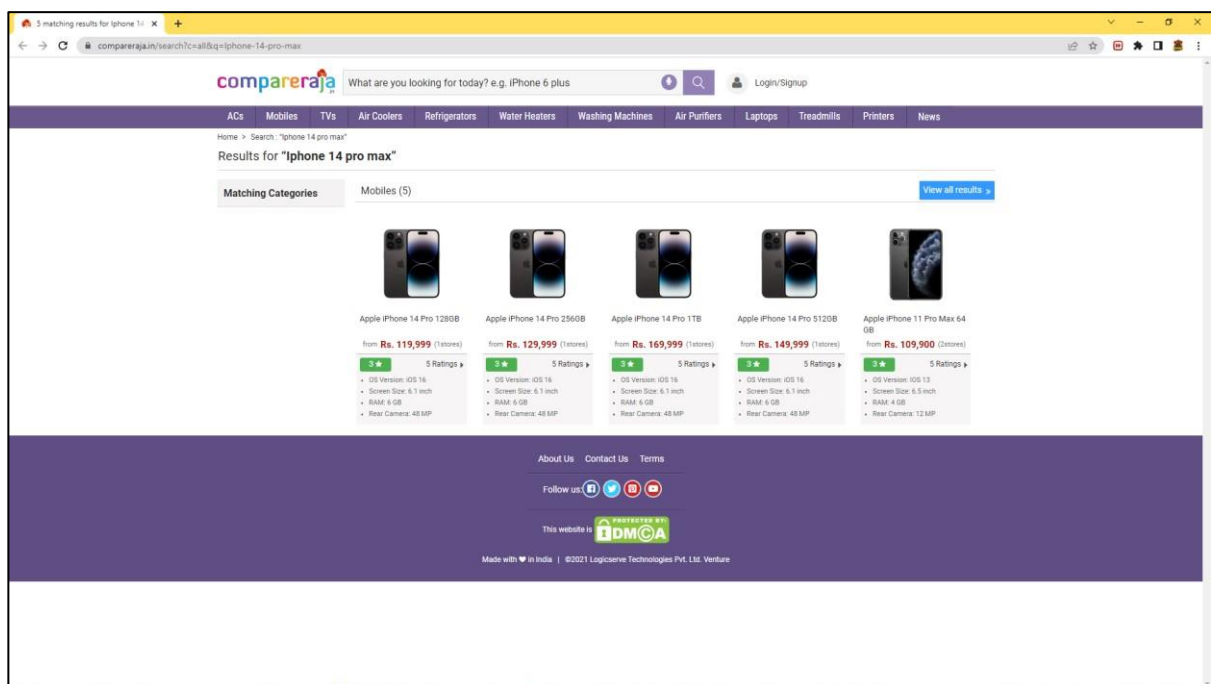 5 matching results for Iphone 14
compareraja.in/search?c=all&q=Iphone-14-pro-max
compareraja
What are you looking for today? e.g. iPhone 6 plus
Login/Signup
ACs Mobiles TVs Air Coolers Refrigerators Water Heaters Washing Machines Air Purifiers Laptops Treadmills Printers News
Home > Search : "Iphone 14 pro max"
Results for "Iphone 14 pro max"
Matching Categories
Mobiles (5)
View all results »
Apple iPhone 14 Pro 128GB
from Rs. 119,999 (1stores)
3 ★ 5 Ratings
• OS Version: iOS 16
• Screen Size: 6.1 inch
• RAM: 6 GB
• Rear Camera: 48 MP
Apple iPhone 14 Pro 256GB
from Rs. 129,999 (1stores)
3 ★ 5 Ratings
• OS Version: iOS 16
• Screen Size: 6.1 inch
• RAM: 6 GB
• Rear Camera: 48 MP
Apple iPhone 14 Pro 1TB
from Rs. 169,999 (1stores)
3 ★ 5 Ratings
• OS Version: iOS 16
• Screen Size: 6.1 inch
• RAM: 6 GB
• Rear Camera: 48 MP
Apple iPhone 14 Pro 512GB
from Rs. 149,999 (1stores)
3 ★ 5 Ratings
• OS Version: iOS 16
• Screen Size: 6.1 inch
• RAM: 6 GB
• Rear Camera: 48 MP
Apple iPhone 11 Pro Max 64
GB
from Rs. 109,900 (2stores)
3 ★ 5 Ratings
• OS Version: iOS 13
• Screen Size: 6.5 inch
• RAM: 4 GB
• Rear Camera: 12 MP
About Us Contact Us Terms
Follow us:
This website is
PROTECTED BY:
DMCA
Made with ♥ in India | ©2021 Logicserve Technologies Pvt. Ltd. Venture